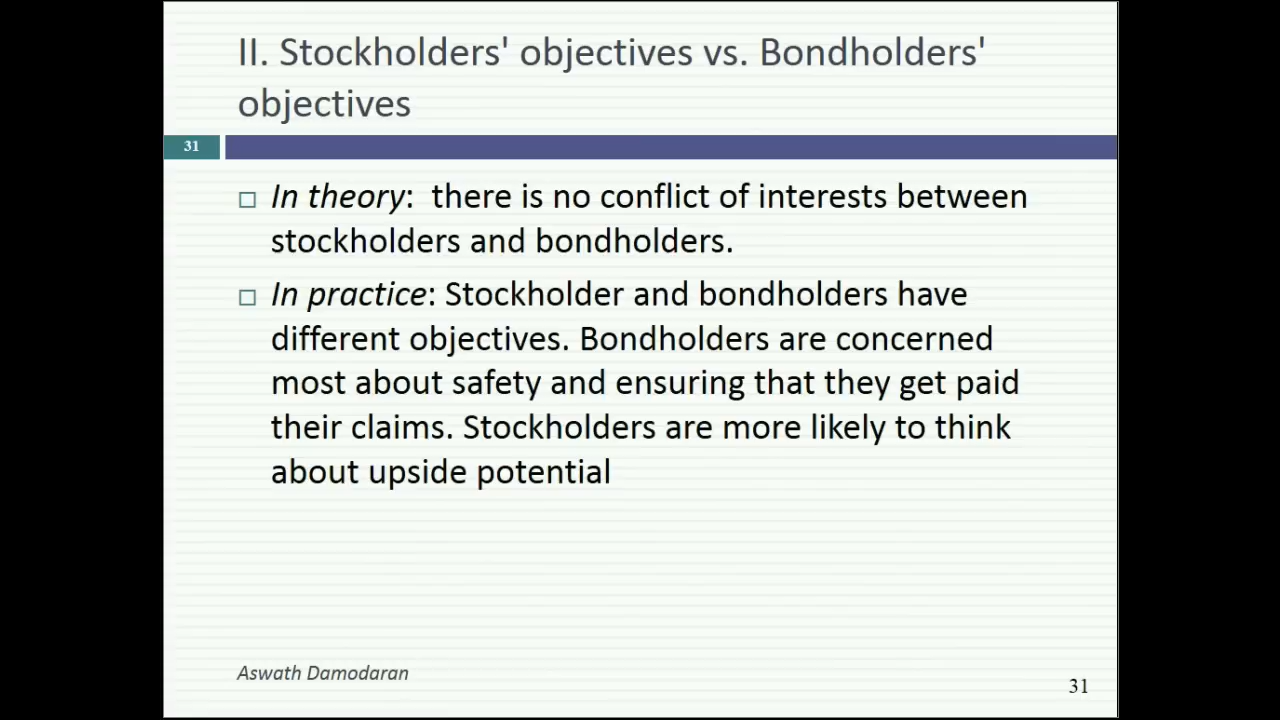 II. Stockholders' objectives vs. Bondholders'
objectives
31
In theory:  there is no conflict of interests between
stockholders and bondholders.
In practice: Stockholder and bondholders have
different objectives. Bondholders are concerned
most about safety and ensuring that they get paid
their claims. Stockholders are more likely to think
about upside potential
Aswath Damodaran
31